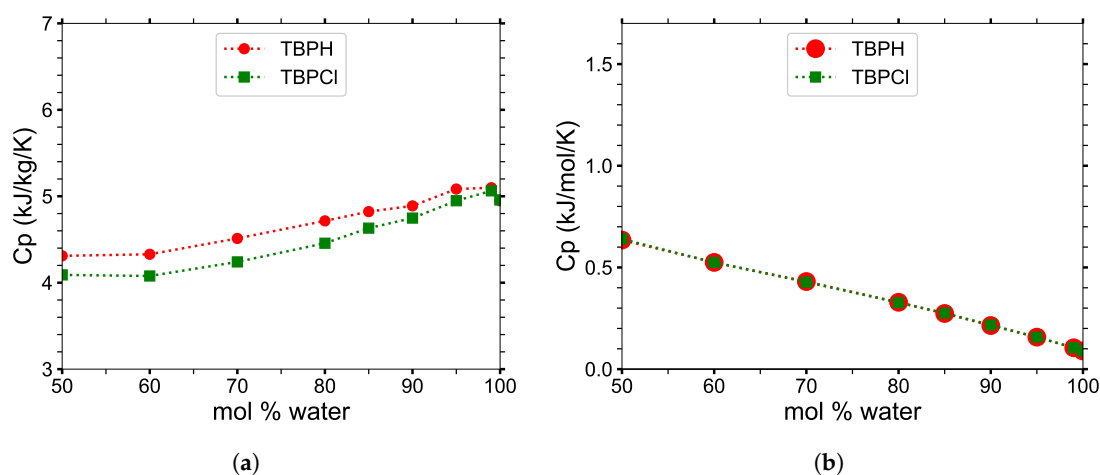 7
6
5
4
3
Cp (kJ/kg/K)
TBPH
TBPCl
50
60
70
80
90
100
mol % water
(a)
1.5
1.0
0.5
0.0
Cp (kJ/mol/K)
TBPH
TBPCl
50
60
70
80
90
100
mol % water
(b)